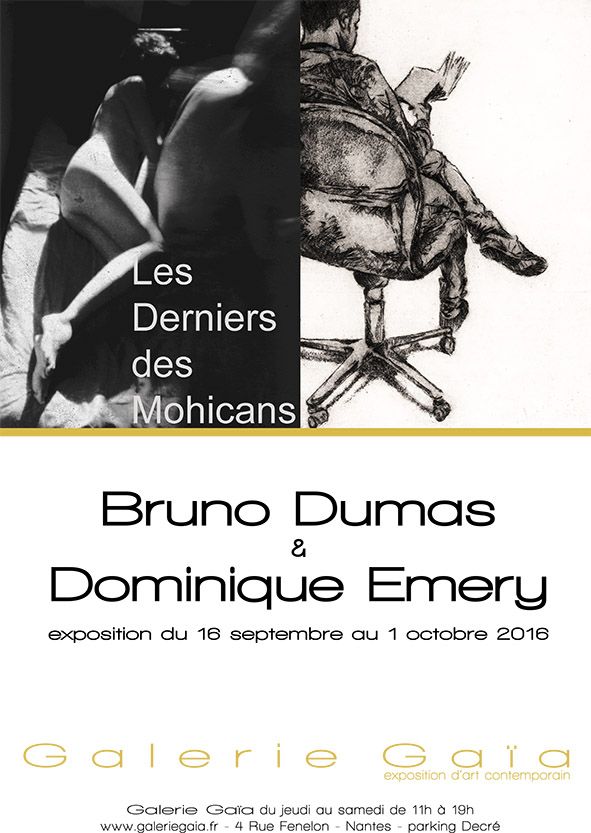 Les
Derniers
des
Mohicans
Bruno Dumas
&
Dominique Emery
exposition du 16 septembre au 1 octobre 2016
Galerie Gaïa
exposition d'art contemporain
Galerie Gaïa du jeudi au samedi de 11h à 19h
www.galeriegaia.fr - 4 Rue Fenelon - Nantes - parking Decré